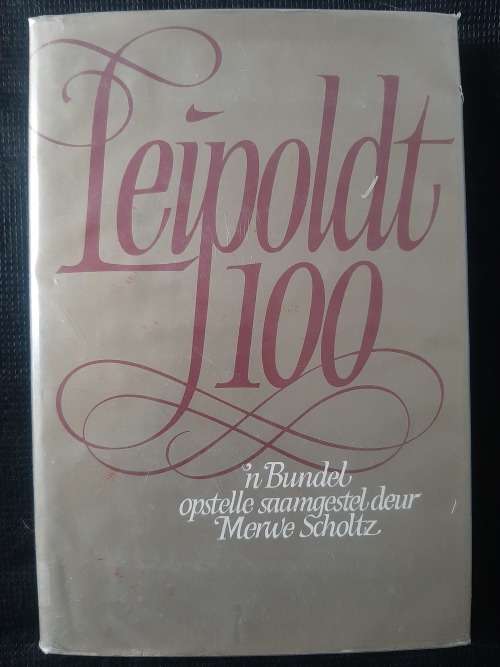 Leipoldt
100
'n Bundel
opstelle saamgestel deur
Merwe Scholtz